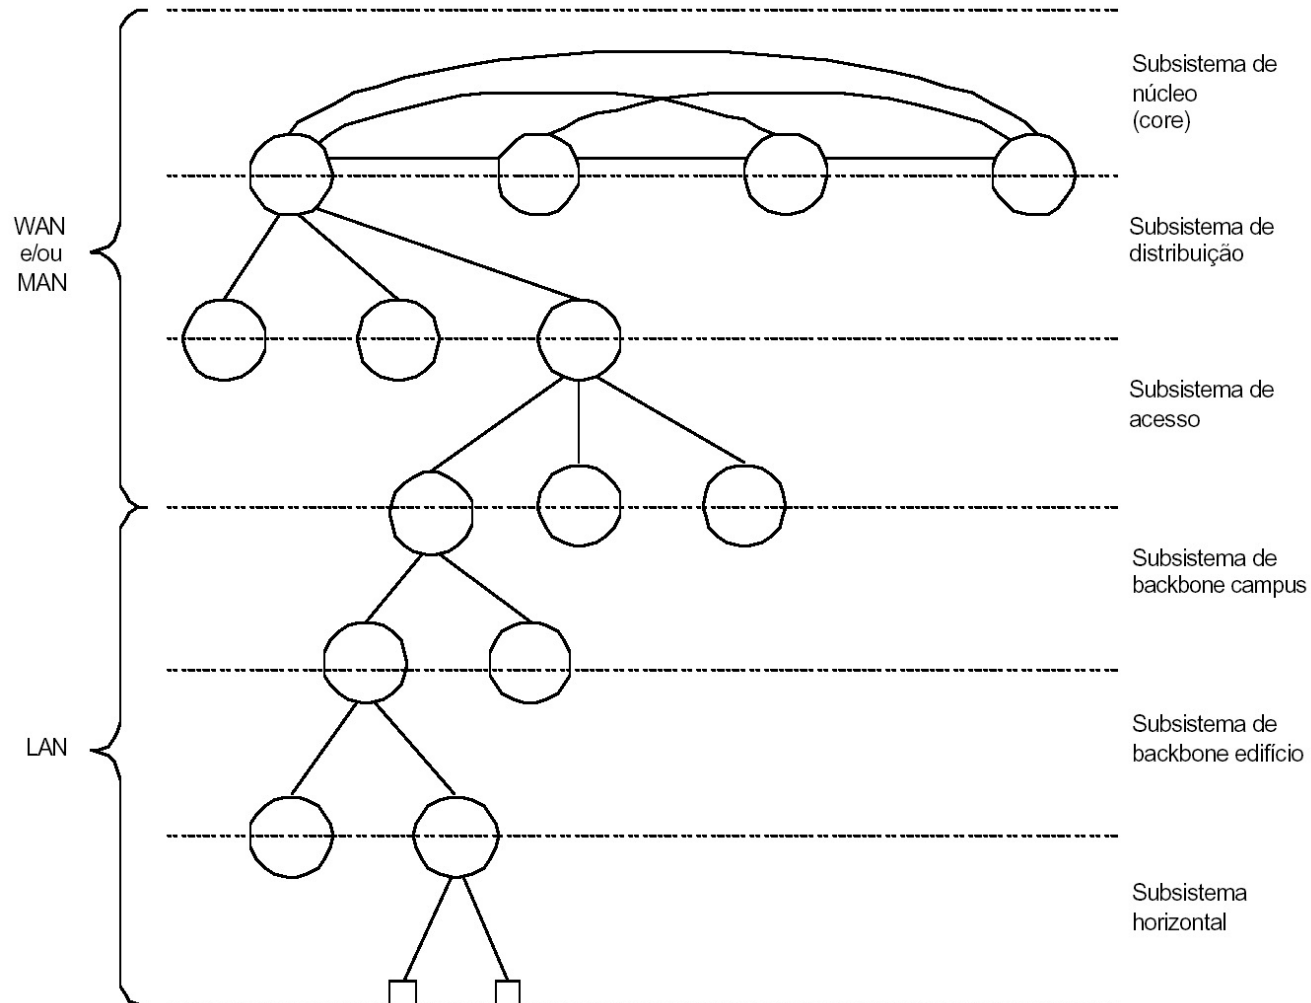 Subsistema de
núcleo
(core)
WAN
e/ou
MAN
Subsistema de
distribuição
Subsistema de
acesso
Subsistema de
backbone campus
LAN
Subsistema de
backbone edifício
Subsistema
horizontal